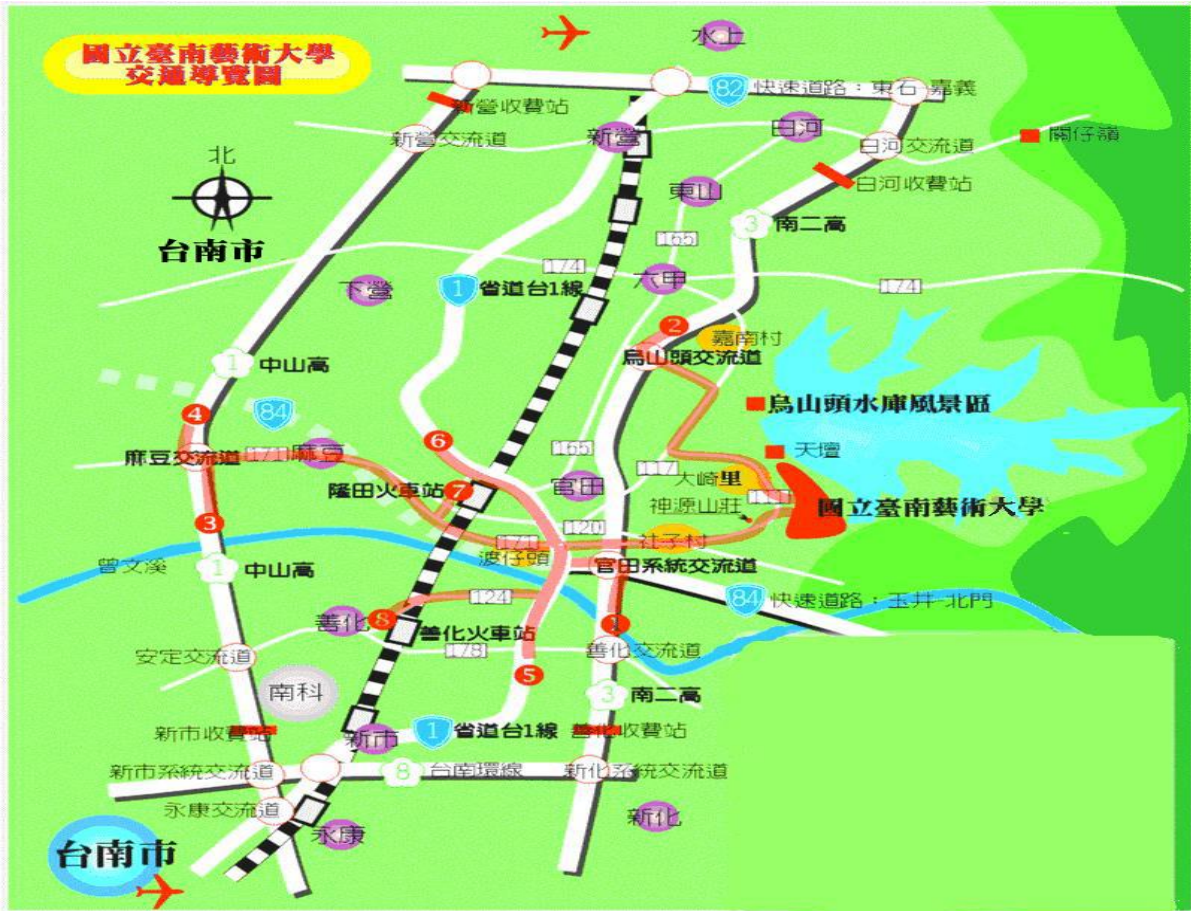 國立臺南藝術大學
交通導覽圖
水上
82
快速道路：東石-嘉義
新營收費站
新營交流道
新營
白河
白河交流道
關仔嶺
北
白河收費站
東山
台南市
3
南二高
165
174
下營
1
省道台1線
六甲
174
2
嘉南村
烏山頭交流道
1
中山高
4
84
烏山頭水庫風景區
6
麻豆交流道
171
麻豆
165
117
天壇
隆田火車站
7
官田
大崎里
111
神源山莊
國立臺南藝術大學
3
120
171
社子村
渡仔頭
官田系統交流道
曾文溪
1
中山高
124
84
快速道路：玉井-北門
善化
8
善化火車站
1
安定交流道
178
善化交流道
5
南科
3
南二高
新市收費站
新市
1
省道台1線
善化收費站
新市系統交流道
8
台南環線
新化系統交流道
永康交流道
永康
新化
台南市